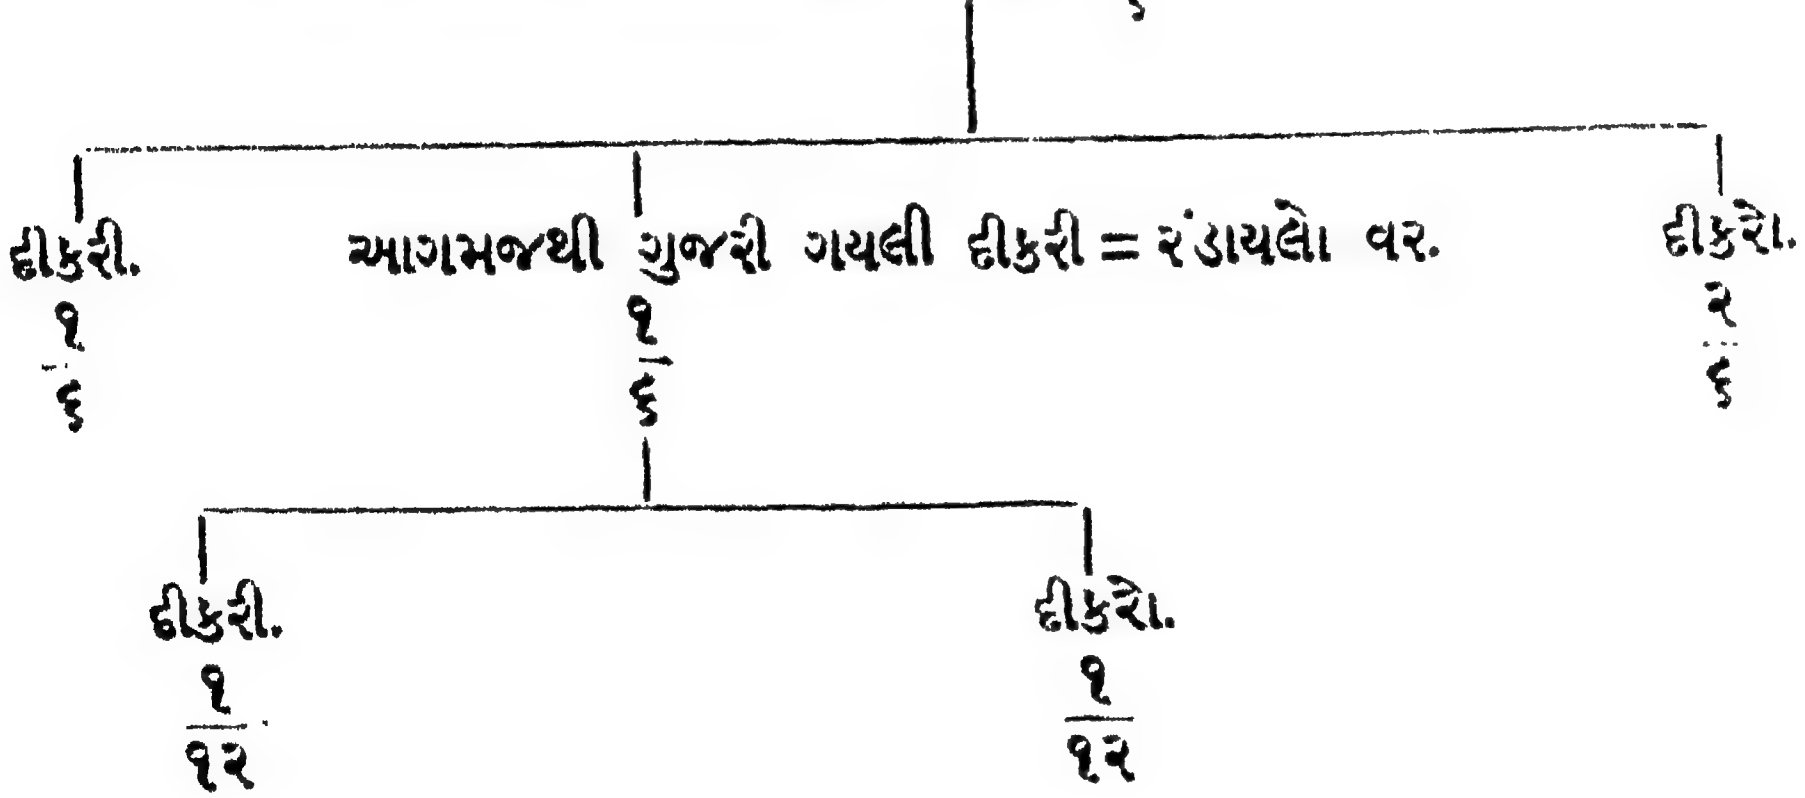 દીકરી. આગમજથી ગુજરી ગયલી દીકરી = રંડાયલો વર. દીકરો.
૧ ૧ ૨
૬ ૬ ૬
દીકરી. દીકરો.
૧ ૧
૧૨ ૧૨